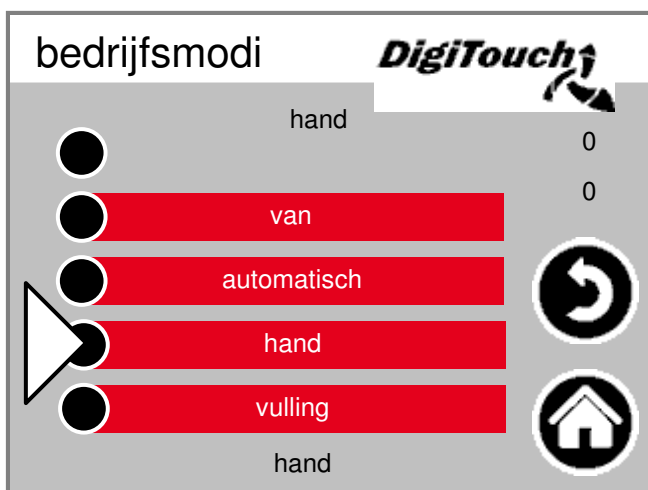 bedrijfsmodi
DigiTouch
hand
0
van
0
automatisch
hand
vulling
hand